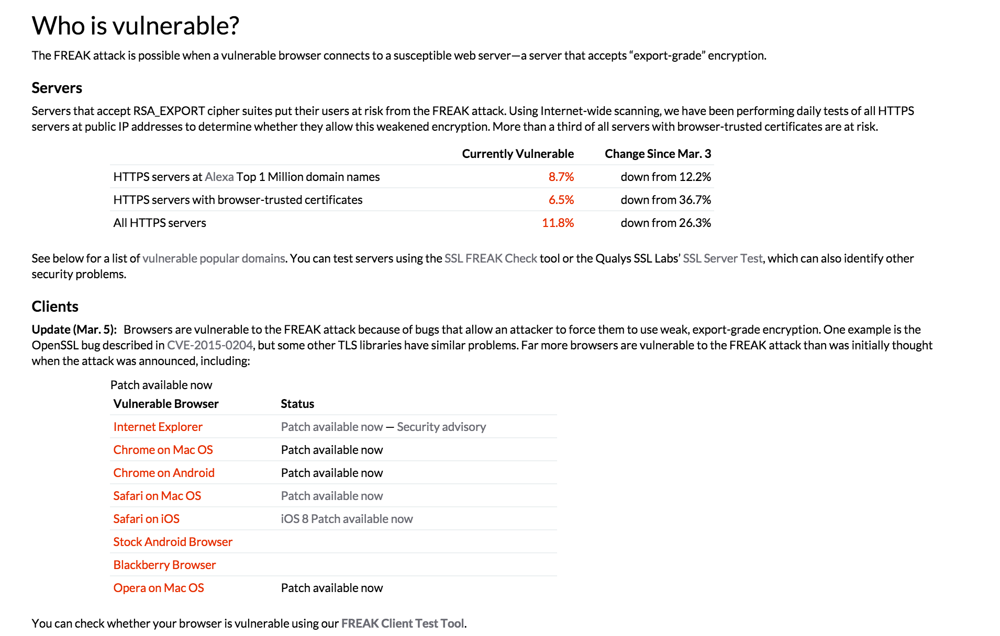 Who is vulnerable?
The FREAK attack is possible when a vulnerable browser connects to a susceptible web server—a server that accepts “export-grade” encryption.
Servers
Servers that accept RSA_EXPORT cipher suites put their users at risk from the FREAK attack. Using Internet-wide scanning, we have been performing daily tests of all HTTPS
servers at public IP addresses to determine whether they allow this weakened encryption. More than a third of all servers with browser-trusted certificates are at risk.
Currently Vulnerable Change Since Mar. 3
HTTPS servers at Alexa Top 1 Million domain names 8.7% down from 12.2%
HTTPS servers with browser-trusted certificates 6.5% down from 36.7%
All HTTPS servers 11.8% down from 26.3%
See below for a list of vulnerable popular domains. You can test servers using the SSL FREAK Check tool or the Qualys SSL Labs’ SSL Server Test, which can also identify other
security problems.
Clients
Update (Mar. 5): Browsers are vulnerable to the FREAK attack because of bugs that allow an attacker to force them to use weak, export-grade encryption. One example is the
OpenSSL bug described in CVE-2015-0204, but some other TLS libraries have similar problems. Far more browsers are vulnerable to the FREAK attack than was initially thought
when the attack was announced, including:
Patch available now
Vulnerable Browser Status
Internet Explorer Patch available now — Security advisory
Chrome on Mac OS Patch available now
Chrome on Android Patch available now
Safari on Mac OS Patch available now
Safari on iOS iOS 8 Patch available now
Stock Android Browser
Blackberry Browser
Opera on Mac OS Patch available now
You can check whether your browser is vulnerable using our FREAK Client Test Tool.